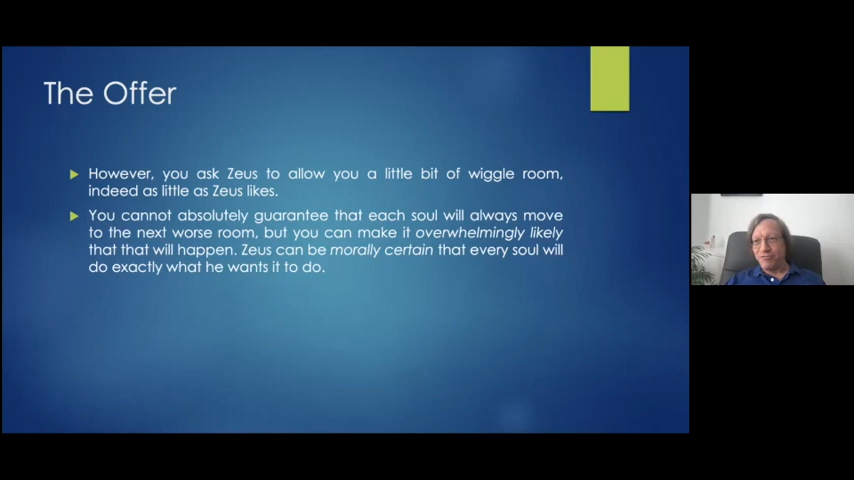 The Offer
However, you ask Zeus to allow you a little bit of wiggle room,
indeed as little as Zeus likes.
You cannot absolutely guarantee that each soul will always move
to the next worse room, but you can make it overwhelmingly likely
that that will happen. Zeus can be morally certain that every soul will
do exactly what he wants it to do.